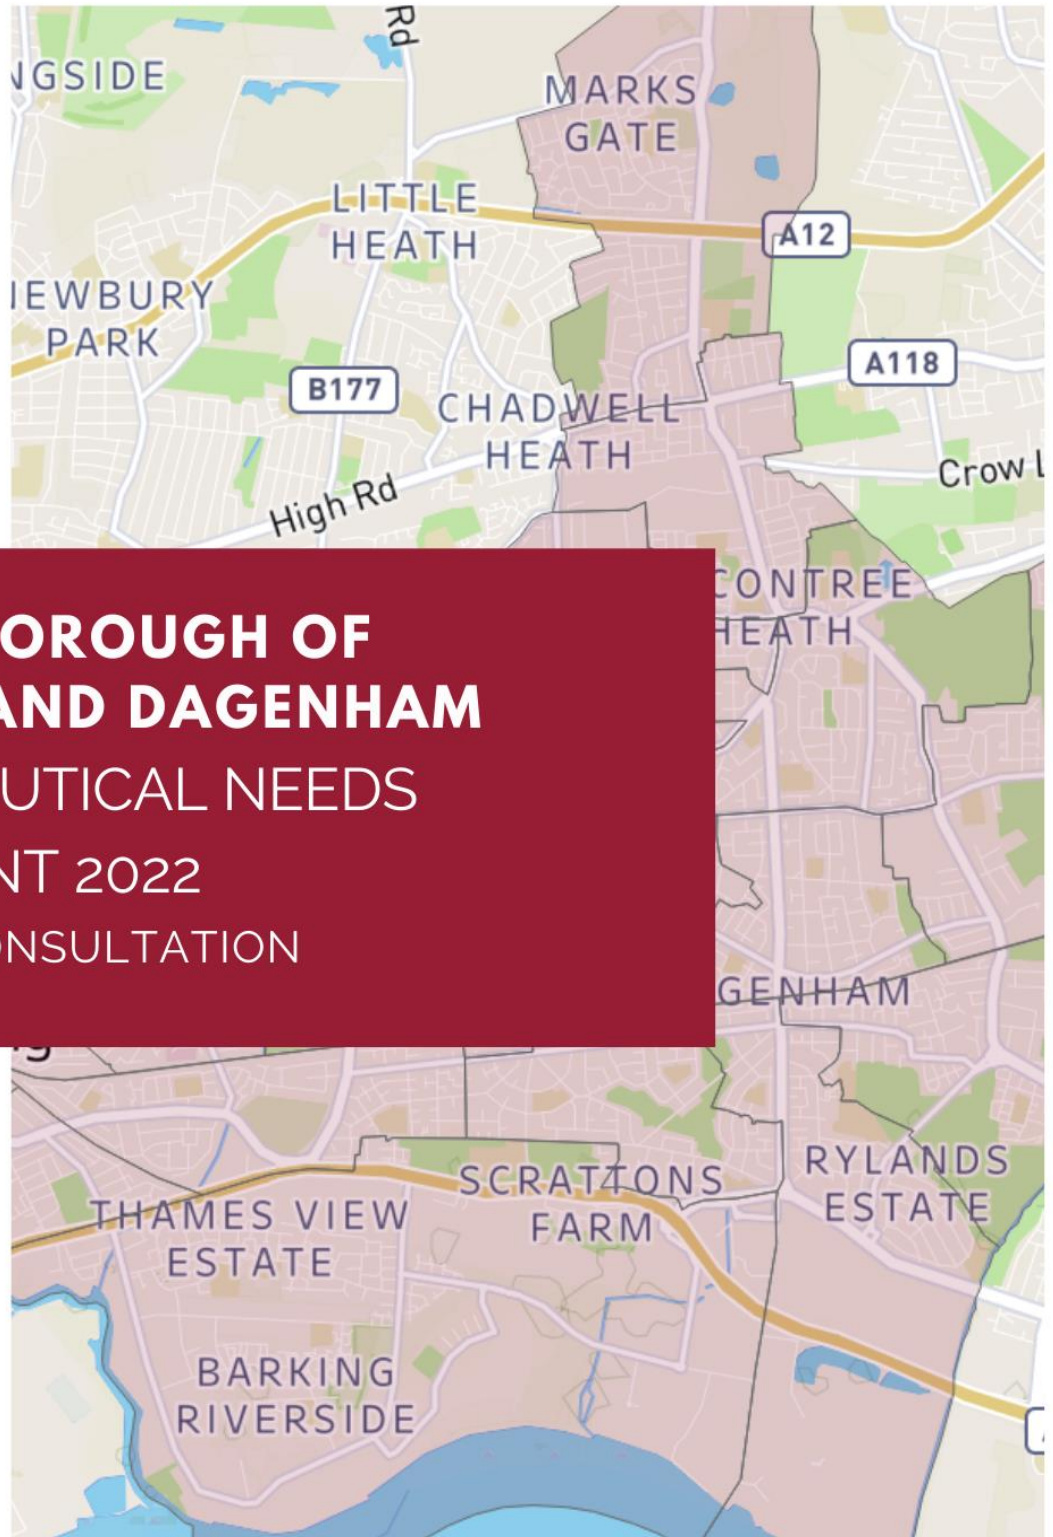 Rd
NGSIDE
MARKS
GATE
LITTLE
HEATH
A12
NEWBURY
PARK
A118
B177
CHADWELL
HEATH
Crow L
High Rd
OROUGH OF
AND DAGENHAM
UTICAL NEEDS
NT 2022
ONSULTATION
CONTREE
HEATH
GENHAM
g
SCRATTONS
FARM
RYLANDS
ESTATE
THAMES VIEW
ESTATE
BARKING
RIVERSIDE